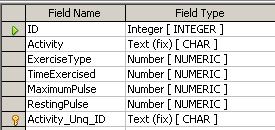 Field Name Field Type
ID Integer [ INTEGER ]
Activity Text (fix) [ CHAR ]
ExerciseType Number [ NUMERIC ]
TimeExercised Number [ NUMERIC ]
MaximumPulse Number [ NUMERIC ]
RestingPulse Number [ NUMERIC ]
Activity_Unq_ID Text (fix) [ CHAR ]